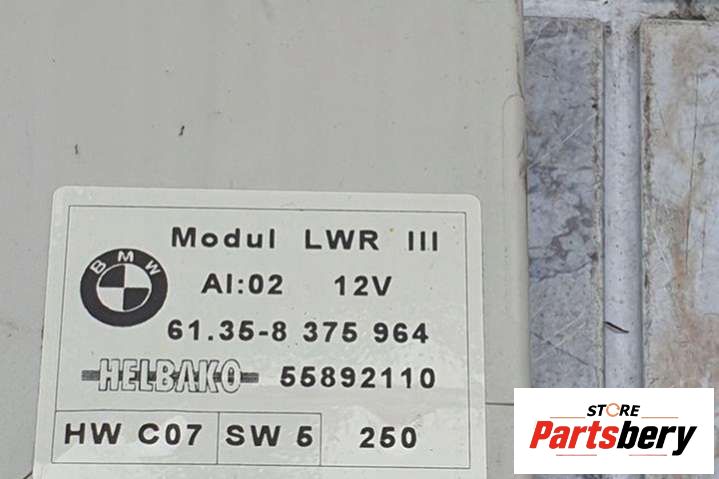 Modul LWR III
BMW
AI:02 12V
61.35-8 375 964
HELBAKO 55892110
HW C07 SW 5 250
STORE
Partsbery